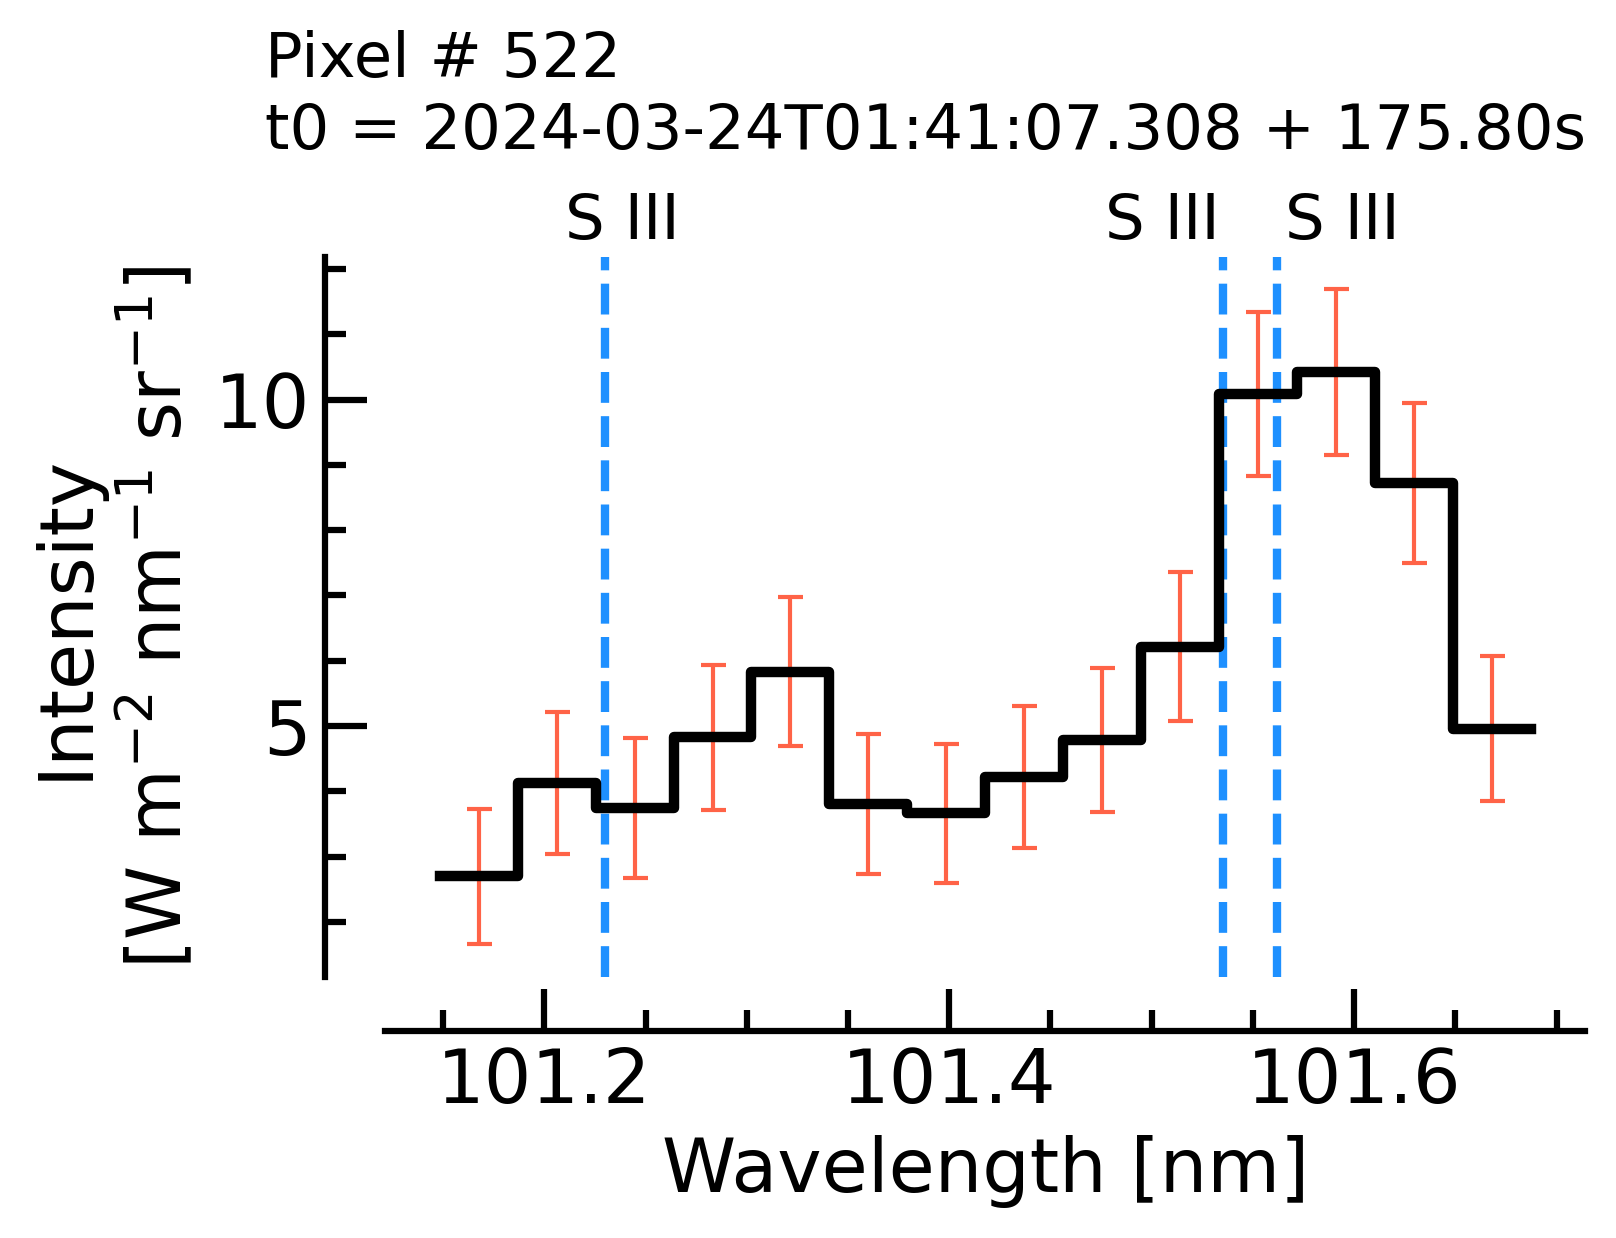 Pixel # 522
t0 = 2024-03-24T01:41:07.308 + 175.80s
S III S III S III
Intensity
[W m⁻² nm⁻¹ sr⁻¹]
10
5
101.2 101.4 101.6
Wavelength [nm]